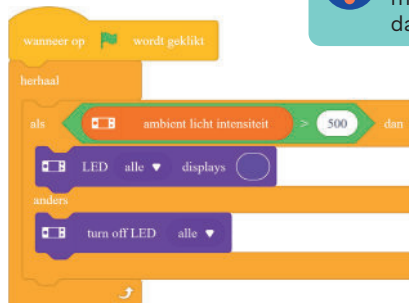 da
wanneer op wordt geklikt
herhaal
als ambient licht intensiteit > 500 dan
LED alle displays
anders
turn off LED alle